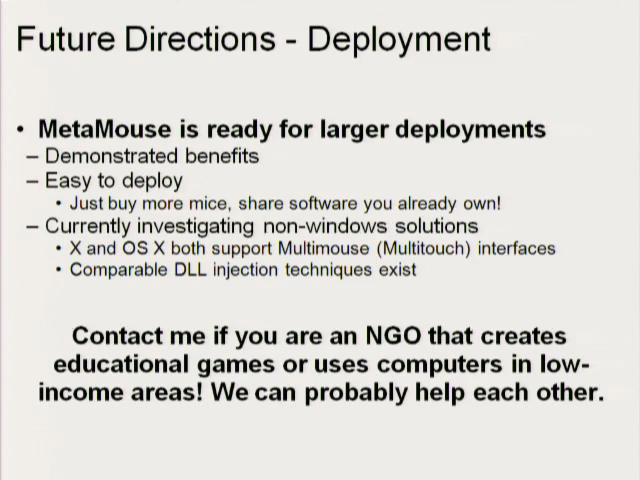 Future Directions - Deployment
• MetaMouse is ready for larger deployments
– Demonstrated benefits
– Easy to deploy
• Just buy more mice, share software you already own!
– Currently investigating non-windows solutions
• X and OS X both support Multimouse (Multitouch) interfaces
• Comparable DLL injection techniques exist
Contact me if you are an NGO that creates
educational games or uses computers in low-
income areas! We can probably help each other.